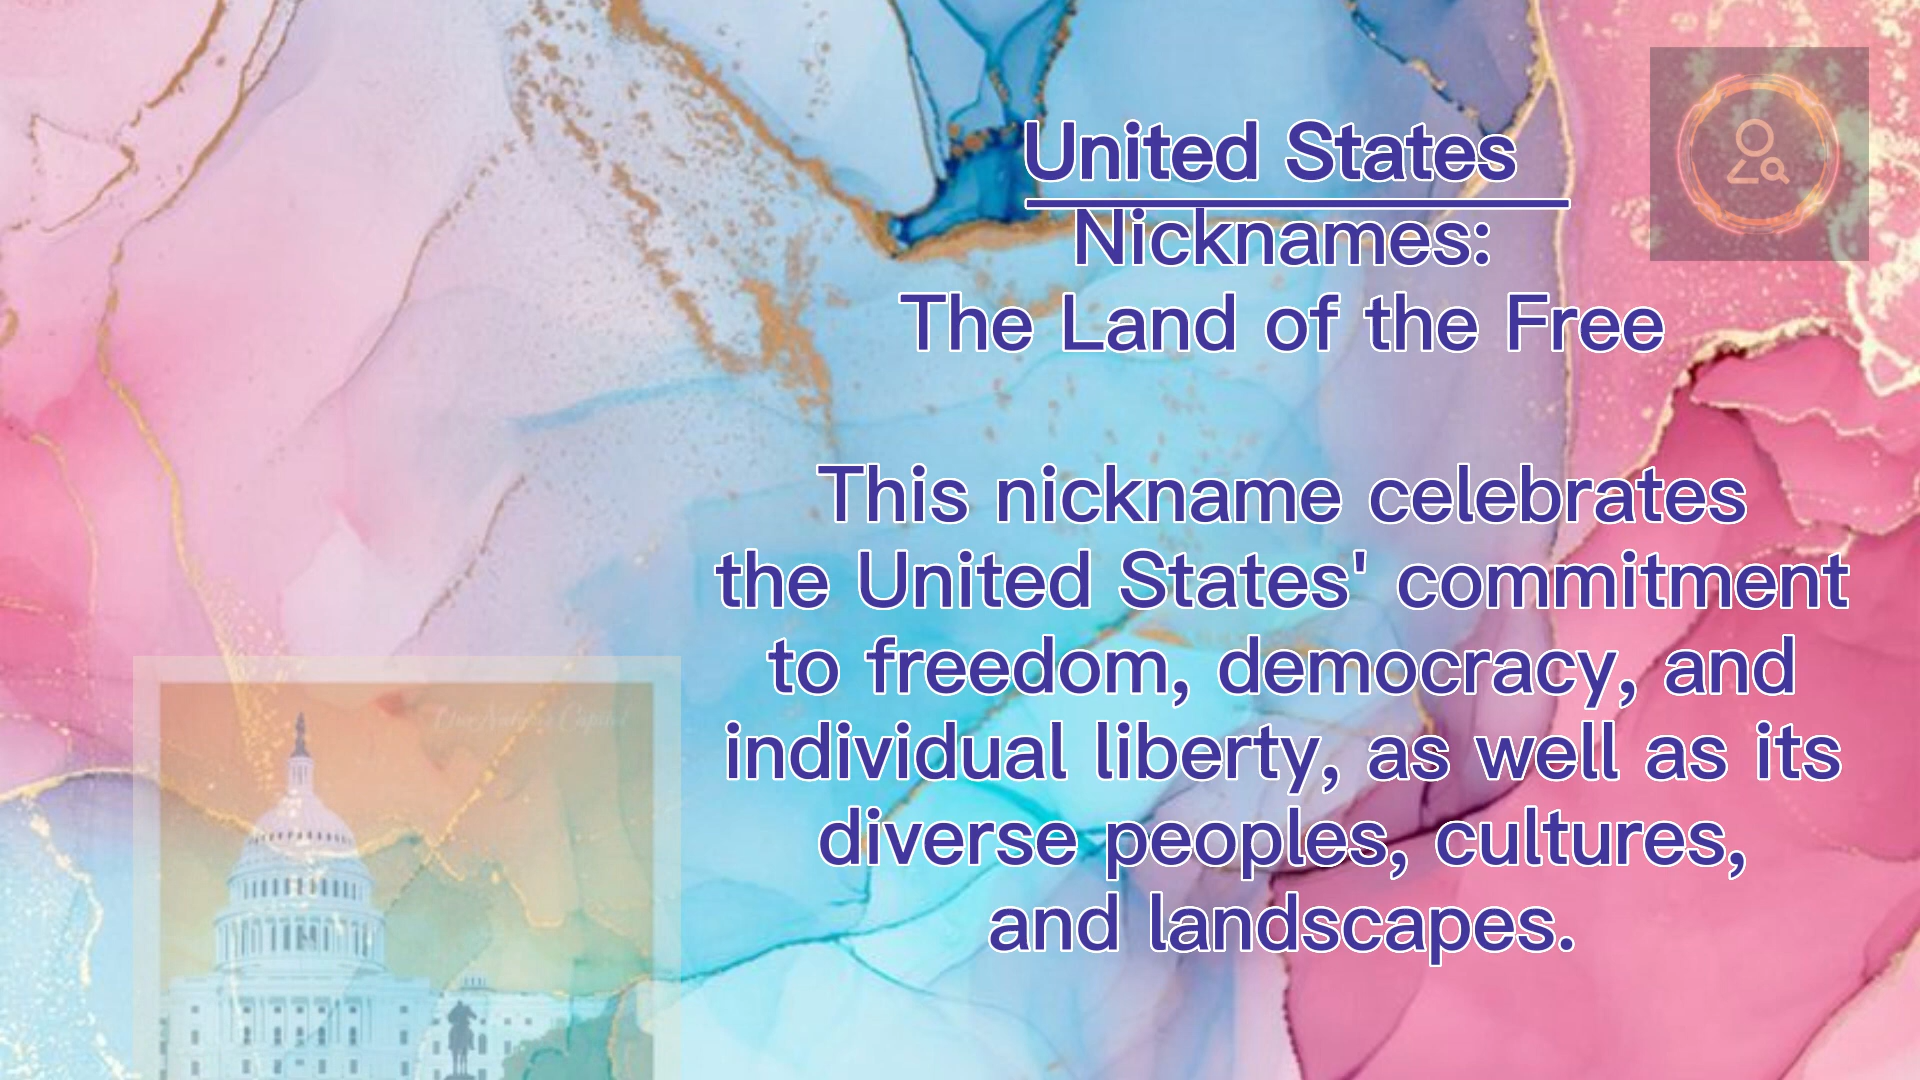 United States
Nicknames:
The Land of the Free
This nickname celebrates
the United States' commitment
to freedom, democracy, and
individual liberty, as well as its
diverse peoples, cultures,
and landscapes.